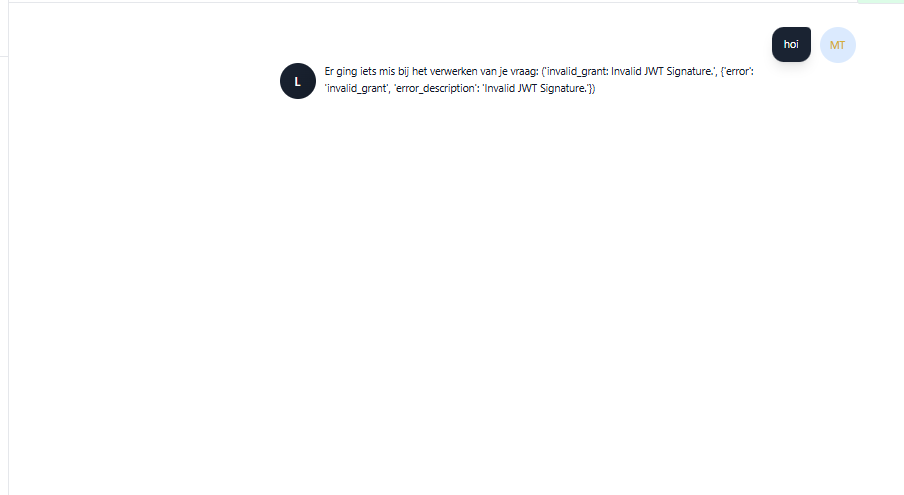 hoi
MT
L
Er ging iets mis bij het verwerken van je vraag: ('invalid_grant: Invalid JWT Signature.', {'error':
'invalid_grant', 'error_description': 'Invalid JWT Signature.'})